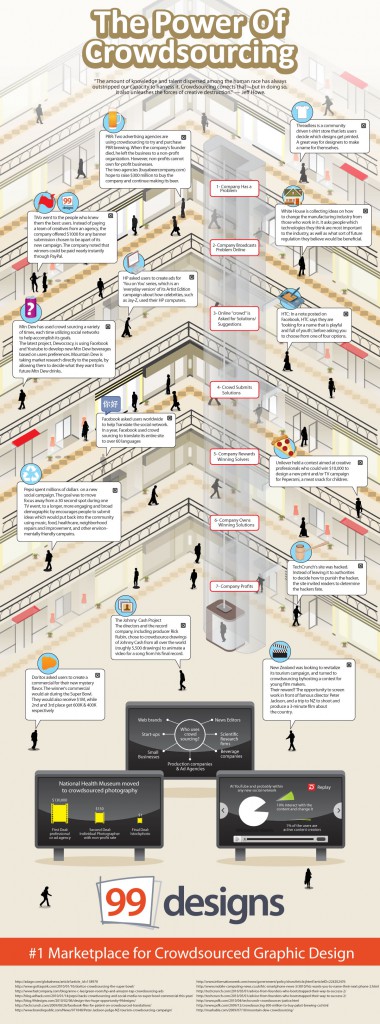 The Power Of
Crowdsourcing
"The amount of knowledge and talent dispersed among the human race has always
outstripped our capacity to harness it. Crowdsourcing corrects that—but in doing so,
it also unleashes the forces of creative destruction." — Jeff Howe
PBR: Two advertising agencies are
using crowdsourcing to try and purchase
PBR brewing. When the company's founder
died, he left the business to a non-profit
organization. However, non-profits cannot
own for-profit businesses.
The two agencies (buyabeercompany.com)
hope to raise $300 million to buy the
company and continue making its beer.
Threadless is a community
driven t-shirt store that lets users
decide which designs get printed.
A great way for designers to make
a name for themselves
1- Company Has a
Problem
99
TiVo went to the people who knew
them the best: users. Instead of paying
a team of creatives from an agency, the
company offered $1000 for any banner
submission chosen to be apart of its
new campaign. The company tweeted that
winners could be payed nearly instantly
through PayPal.
White House is collecting ideas on how
to change the manufacturing industry from
those who work in it. It asks people which
technologies they think are most important
to the industry, as well as what sort of future
regulation they believe would be beneficial.
2-Company Broadcasts
Problem Online
HP asked users to create ads for
'You on You' series, which is an
'everyday-man' version of its Artist Edition
campaign about how celebrities, such
as Jay-Z, used their HP computers.
3- Online "crowd" is
Asked for Solutions/
Suggestions
HTC: In a note posted on
Facebook, HTC says they are
'looking for a name that is playful
and full of youth', before asking you
to choose from one of four options.
?
Mtn Dew has used crowd sourcing a variety
of times, each time utilizing social networks
to help accomplish its goals.
The latest project, Dewocracy, is using Facebook
and Youtube to develop new Mtn Dew beverages
based on users preferences. Mountain Dew is
taking market research directly to the people, by
allowing them to decide what they want from
future Mtn Dew drinks.
4- Crowd Submits
Solutions
你好
Facebook asked users worldwide
to help translate the social network.
In a year, Facebook used crowd
sourcing to translate its entire site
to over 60 languages
5- Company Rewards
Winning Solvers
Unilever held a contest aimed at creative
professionals who could win $10,000 to
design a new print and/or TV campaign
for Peperami, a meat snack for children.
Pepsi spent millions of dollars on a new
social campaign. The goal was to move
focus away from a 30 second spot during one
TV event, to a longer, more engaging and broad
demographic by encouraging people to submit
ideas which would put back into the community
using music, food, healthcare, neighborhood
repairs and improvement, and other environ-
mentally friendly campains.
6- Company Owns
Winning Solutions
TechCrunch's site was hacked.
Instead of leaving it to authorities
to decide how to punish the hacker,
the site invited readers to determine
the hackers fate.
7- Company Profits
The Johnny Cash Project
The directors and the record
company, including producer Rick
Rubin, chose to crowdsource drawings
of Johnny Cash from all over the world
(roughly 5,500 drawings) to animate a
video for a song from his final record.
Doritos asked users to create a
commercial for their new mystery
flavor. The winner's commercial
would air during the Super Bowl.
They would also receive $1M, while
2nd and 3rd place get 600K & 400K
respectively
New Zealand was looking to revitalize
its tourism campaign, and turned to
crowdsourcing by hosting a contest for
young film makers.
Their reward? The opportunity to screen
work in front of famous director Peter
Jackson, and a trip to NZ to shoot and
produce a 3-minute film about
the country.
Web brands
News Editors
Start-ups
Who uses
crowd
sourcing?
Scientific
Research
firms
Small
Businesses
Beverage
companies
Production companies
& Ad Agencies
National Health Museum moved
to crowdsourced photography
First Deal:
professional
or ad agency
Second Deal:
Individual Photographer
with non-profit rate
Final Deal:
istockphoto
At YouTube and probably within
any new social medium
Replay
10% interact with the
content and change it
1% of the users are
active content creators
99 designs
#1 Marketplace for Crowdsourced Graphic Design